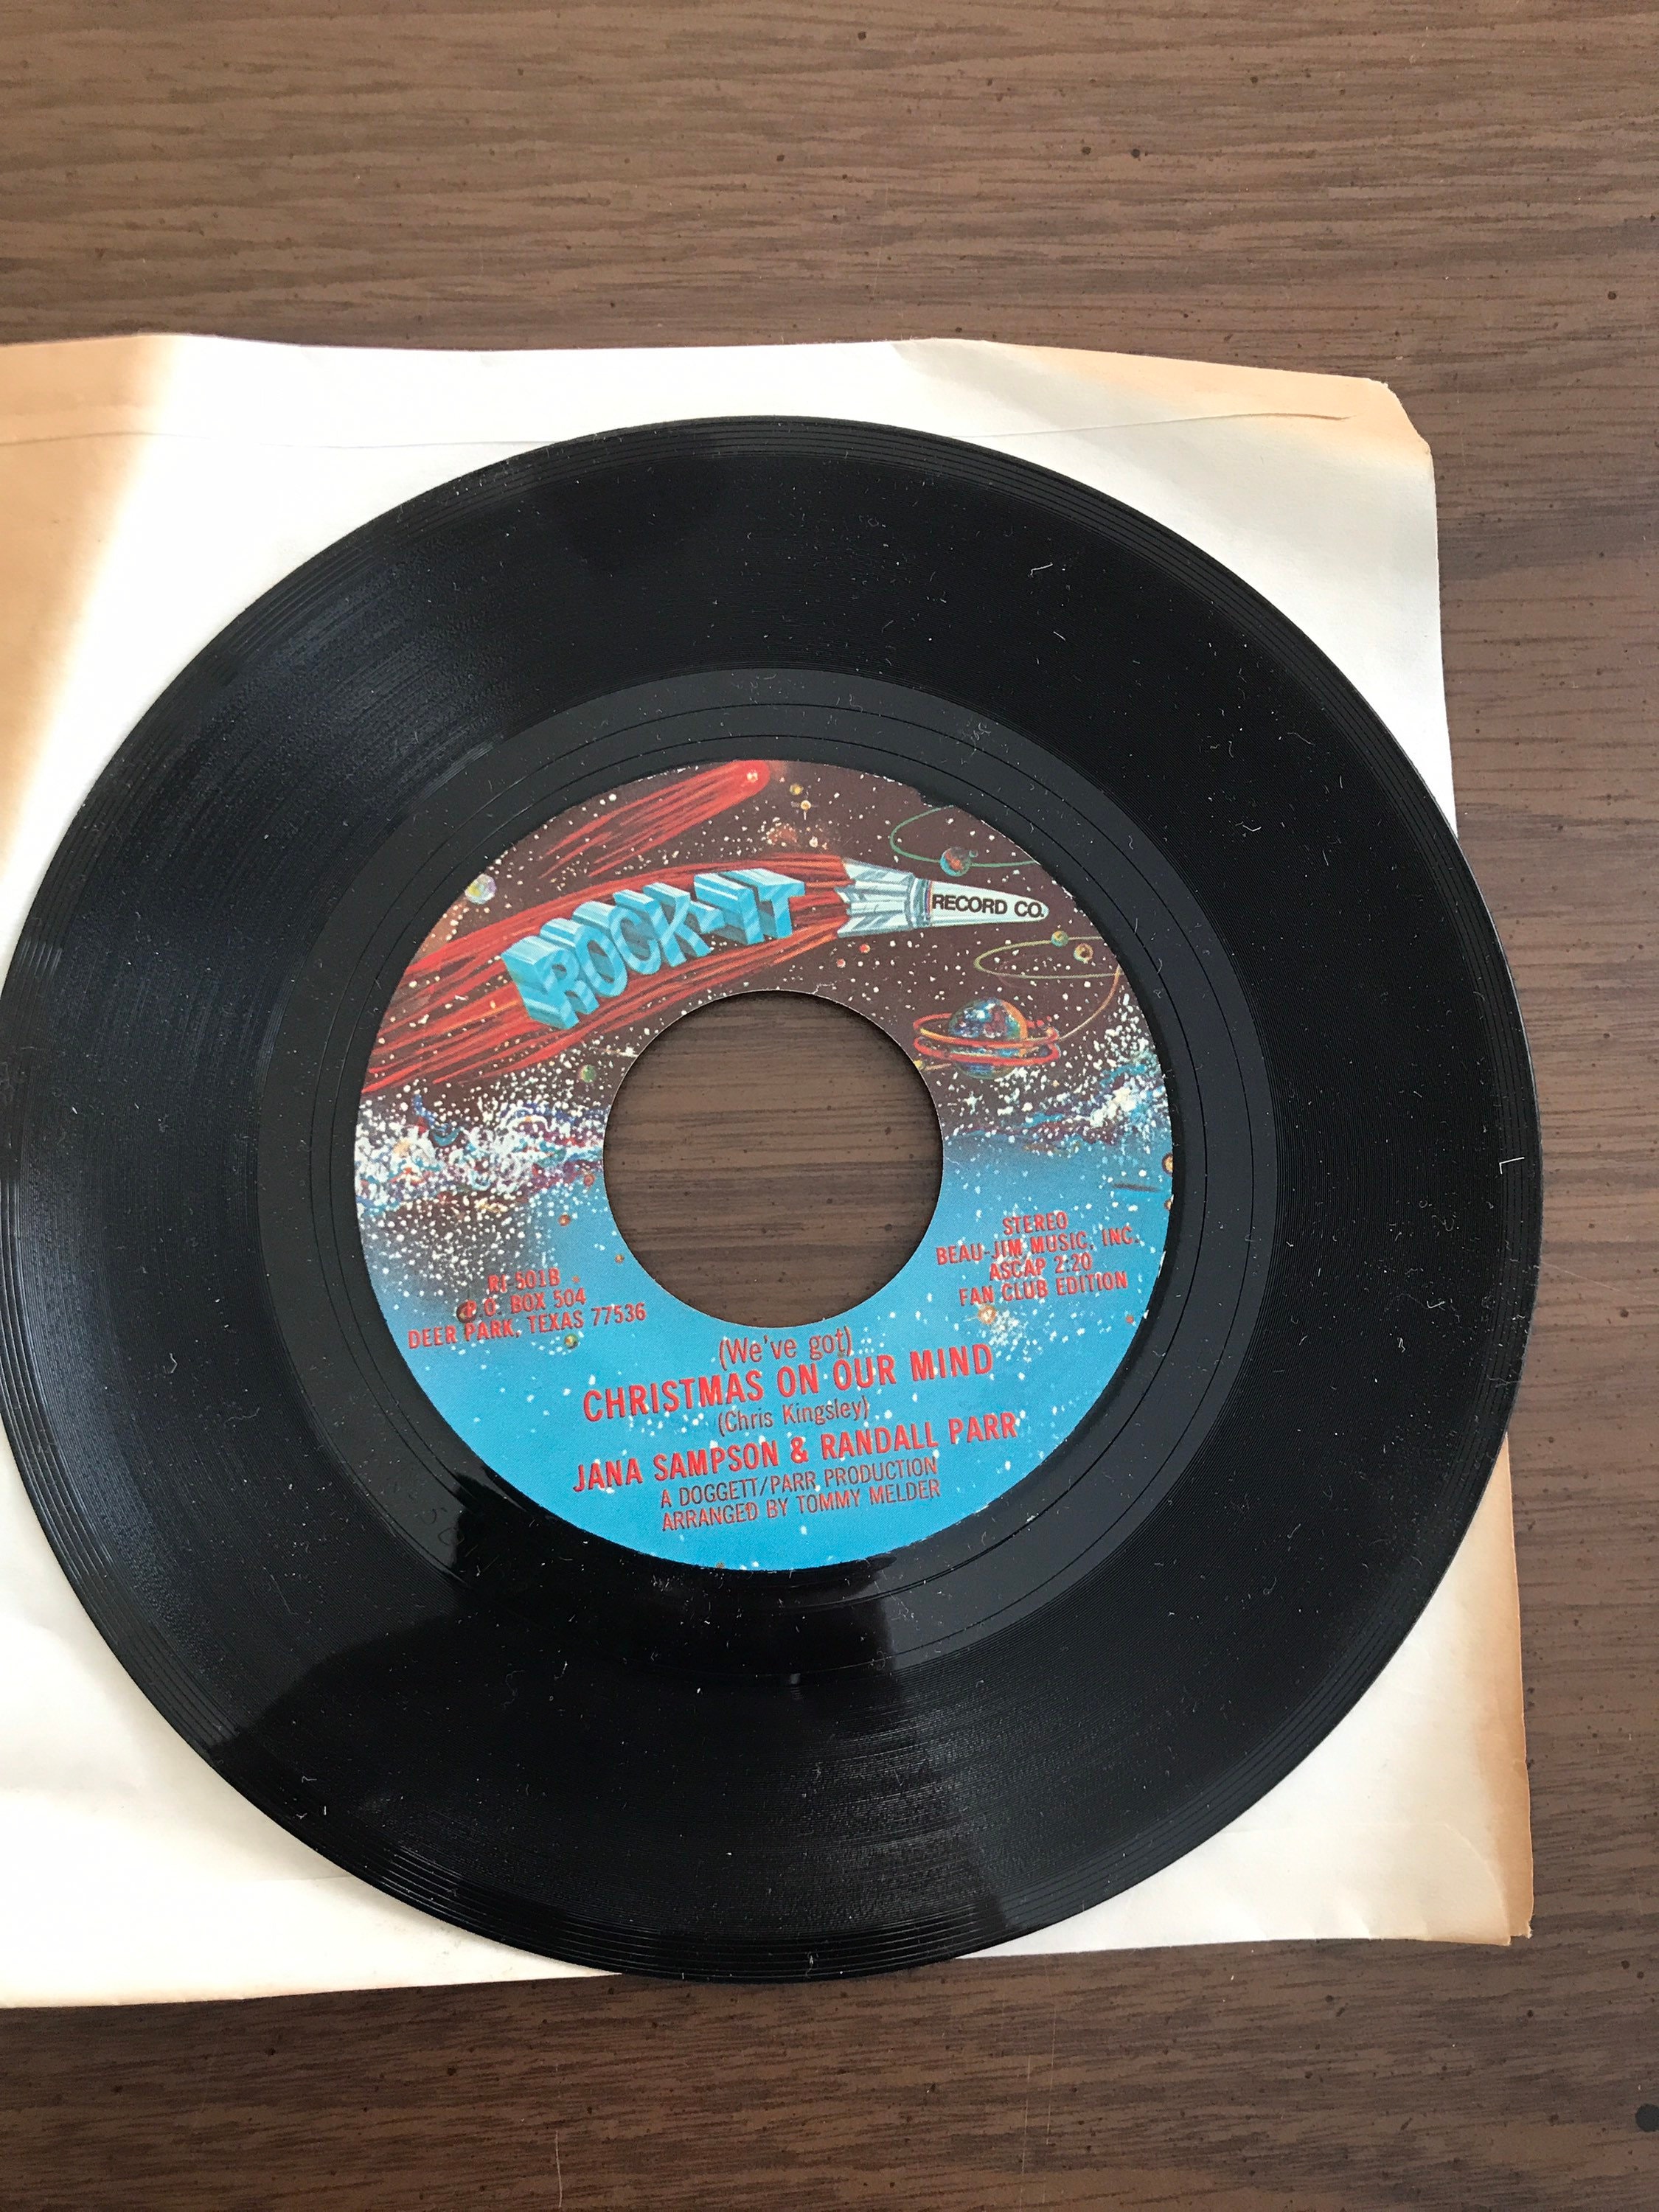 ROCK-IT
RECORD CO.
STEREO
BEAU-JIM MUSIC, INC.
ASCAP 2:20
FAN CLUB EDITION
RI-501B
P.O. BOX 504
DEER PARK, TEXAS 77536
(We've got)
CHRISTMAS ON OUR MIND
(Chris Kingsley)
JANA SAMPSON & RANDALL PARR
A DOGGETT/PARR PRODUCTION
ARRANGED BY TOMMY MELDER